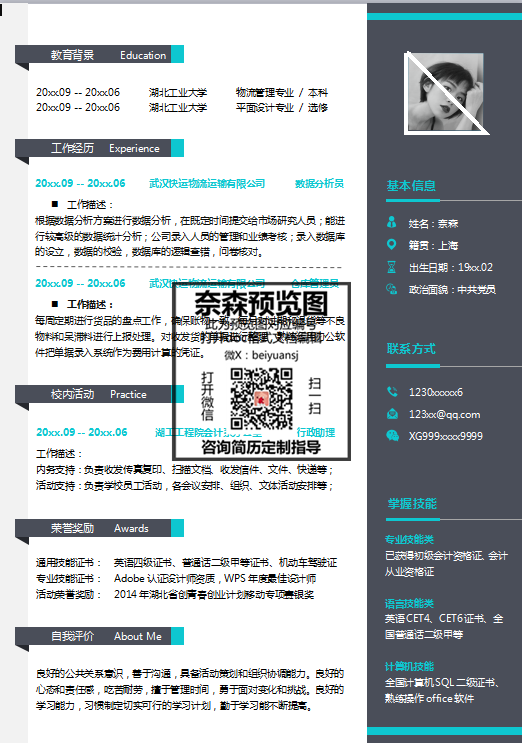 教育背景 Education
20xx.09 -- 20xx.06 湖北工业大学 物流管理专业 / 本科
20xx.09 -- 20xx.06 湖北工业大学 平面设计专业 / 选修
工作经历 Experience
20xx.09 -- 20xx.06 武汉快运物流运输有限公司 数据分析员
■ 工作描述：
根据数据分析方案进行数据分析，在既定时间提交给市场研究人员；能进
行较高级的数据统计分析；公司录入人员的管理和业绩考核；录入数据库
的设立，数据的校验，数据库的逻辑查错，问卷核对。
20xx.09 -- 20xx.06 武汉快运物流运输有限公司 仓库管理员
■ 工作描述：
每周定期进行货品的盘点工作，确保账物
物料和呆滞料进行上报处理。对收发货
件把单据录入系统作为费用计算的凭证。
奈森预览图
此为预览图对应编号
打开doc格式文档编辑
微X：beiyuansj
打开微信
扫一扫
咨询简历定制指导
校内活动 Practice
20xx.09 -- 20xx.06 湖工工程院会计 行政助理
工作描述：
内务支持：负责收发传真复印、扫描文档、收发信件、文件、快递等；
活动支持：负责学校员工活动，各会议安排、组织、文体活动安排等；
荣誉奖励 Awards
通用技能证书： 英语四级证书、普通话二级甲等证书、机动车驾驶证
专业技能证书： Adobe 认证设计师资质，WPS 年度最佳设计师
活动荣誉奖励： 2014 年湖北省创青春创业计划移动专项赛银奖
自我评价 About Me
良好的公共关系意识，善于沟通，具备活动策划和组织协调能力。良好的
心态和责任感，吃苦耐劳，擅于管理时间，勇于面对变化和挑战。良好的
学习能力，习惯制定切实可行的学习计划，勤于学习能不断提高。
基本信息
姓名：奈森
籍贯：上海
出生日期：19xx.02
政治面貌：中共党员
联系方式
1230xxxxx6
123xx@qq.com
XG999xxxx9999
掌握技能
专业技能类
已获得初级会计资格证. 会计
从业资格证
语言技能类
英语 CET4、CET6 证书、全
国普通话二级甲等
计算机技能
全国计算机 SQL 二级证书、
熟练操作 office 软件